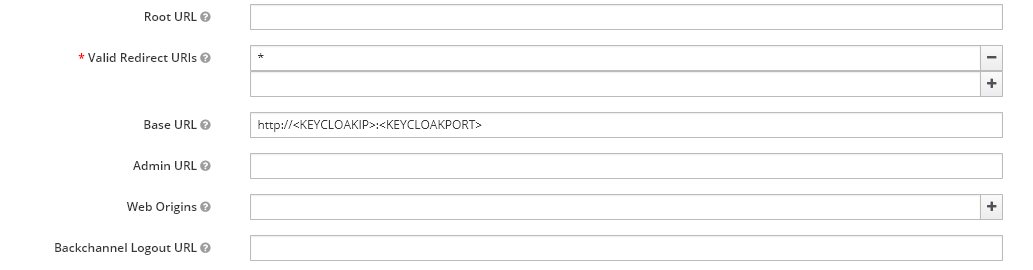 Root URL
* Valid Redirect URIs
*
Base URL
http://<KEYCLOAKIP>:<KEYCLOAKPORT>
Admin URL
Web Origins
Backchannel Logout URL